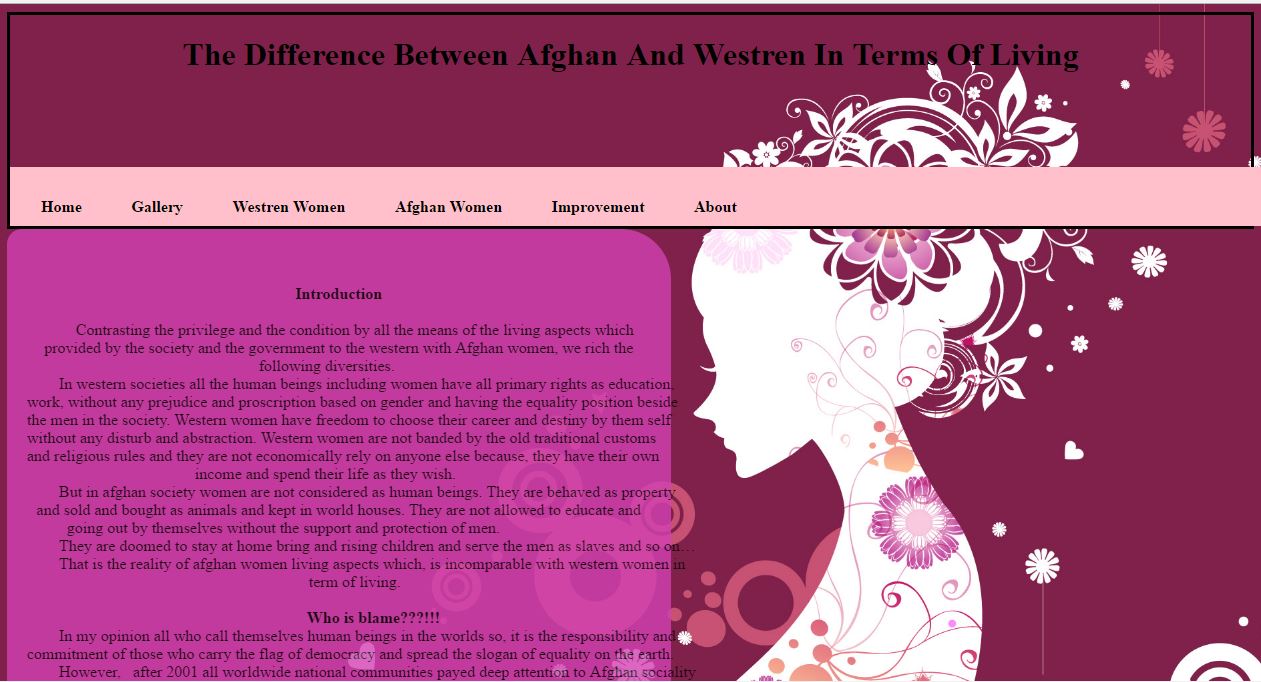 The Difference Between Afghan And Westren In Terms Of Living
Home Gallery Westren Women Afghan Women Improvement About
Introduction
Contrasting the privilege and the condition by all the means of the living aspects which
provided by the society and the government to the western with Afghan women, we rich the
following diversities.
In western societies all the human beings including women have all primary rights as education,
work, without any prejudice and proscription based on gender and having the equality position beside
the men in the society. Western women have freedom to choose their career and destiny by them self
without any disturb and abstraction. Western women are not banded by the old traditional customs
and religious rules and they are not economically rely on anyone else because, they have their own
income and spend their life as they wish.
But in afghan society women are not considered as human beings. They are behaved as property
and sold and bought as animals and kept in world houses. They are not allowed to educate and
going out by themselves without the support and protection of men.
They are doomed to stay at home bring and rising children and serve the men as slaves and so on…
That is the reality of afghan women living aspects which, is incomparable with western women in
term of living.
Who is blame???!!!
In my opinion all who call themselves human beings in the worlds so, it is the responsibility and
commitment of those who carry the flag of democracy and spread the slogan of equality on the earth.
However, after 2001 all worldwide national communities payed deep attention to Afghan sociality